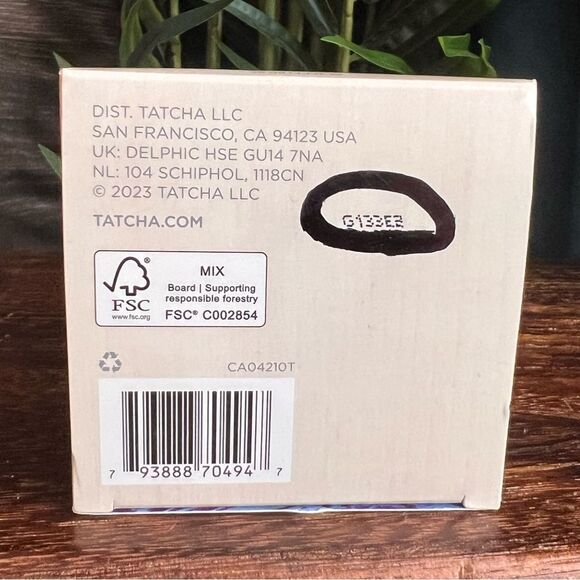 DIST. TATCHA LLC
SAN FRANCISCO, CA 94123 USA
UK: DELPHIC HSE GU14 7NA
NL: 104 SCHIPHOL, 1118CN
© 2023 TATCHA LLC
TATCHA.COM
G133EB
FSC
www.fsc.org
MIX
Board | Supporting
responsible forestry
FSC® C002854
CA04210T
7 93888 70494 7